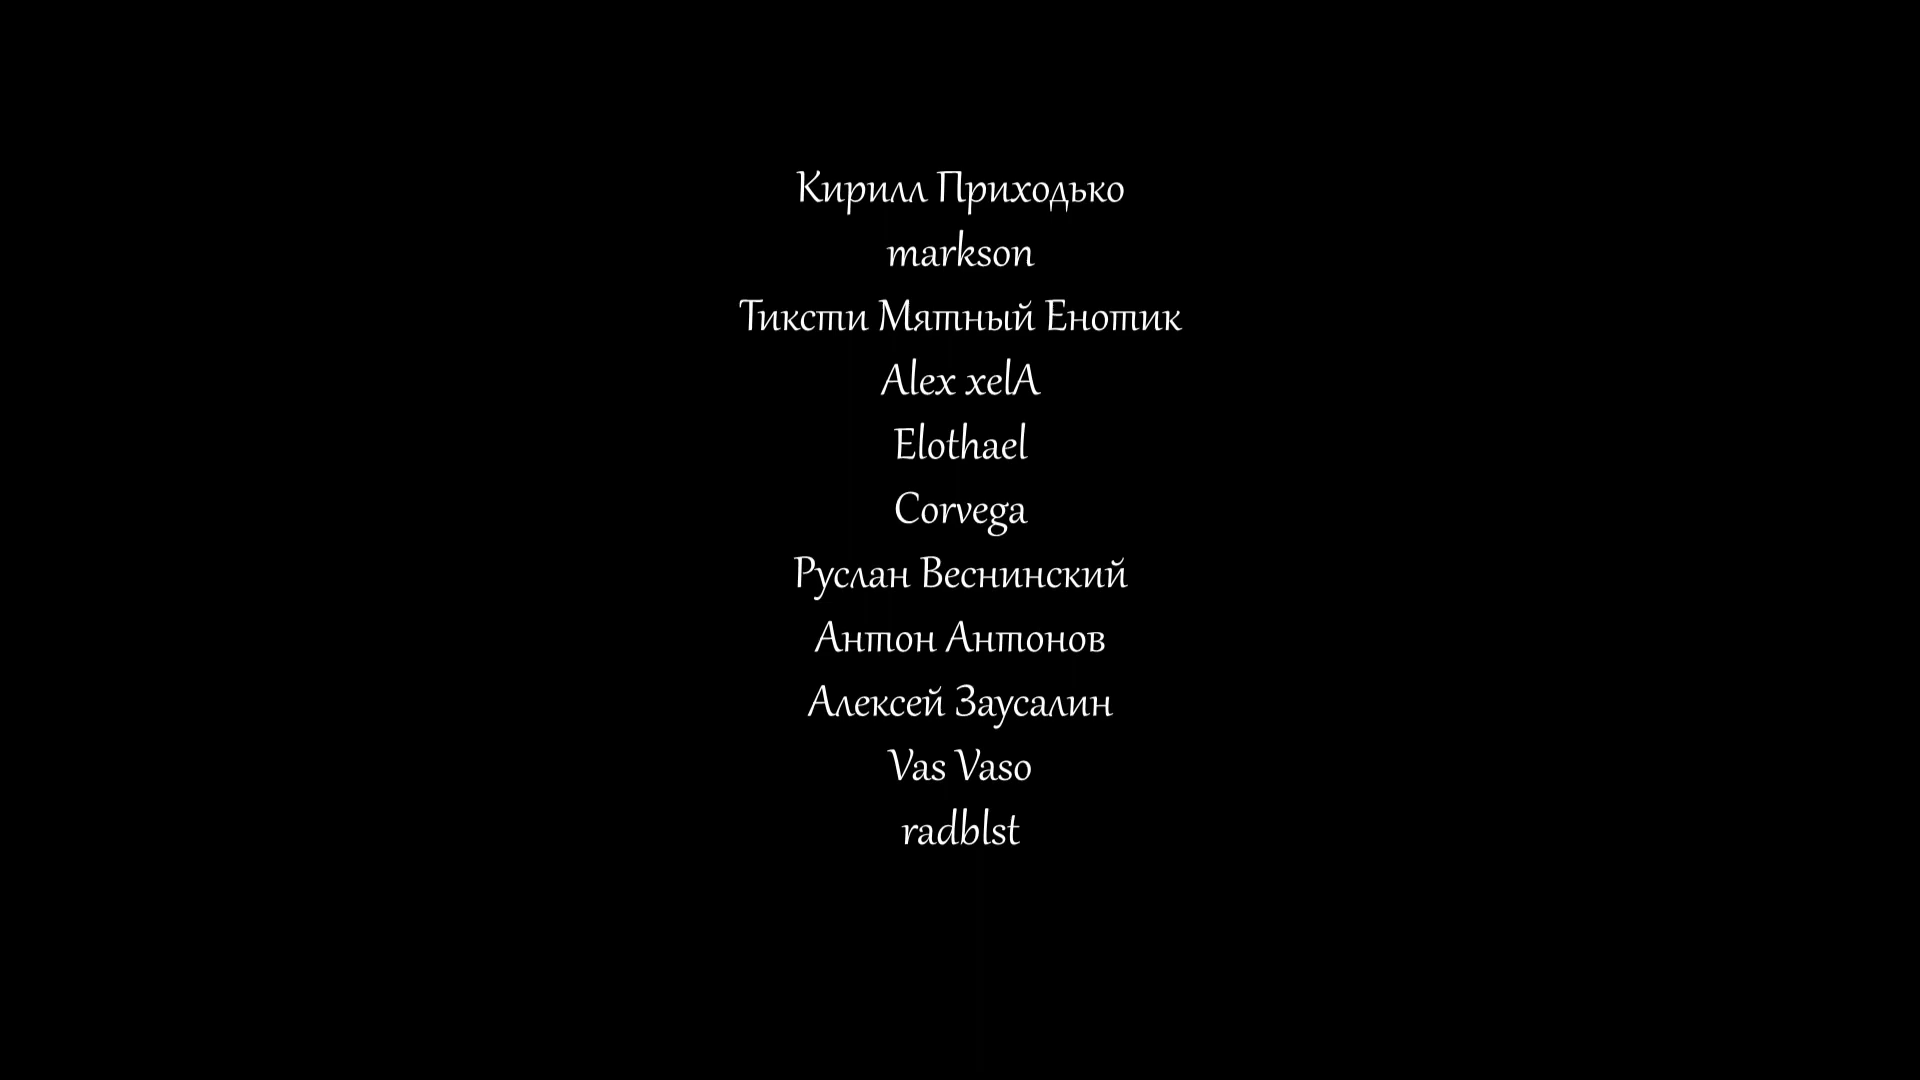 Кирилл Приходько
markson
Тиксти Мятный Енотик
Alex xelA
Elothael
Corvega
Руслан Веснинский
Антон Антонов
Алексей Заусалин
Vas Vaso
radblst